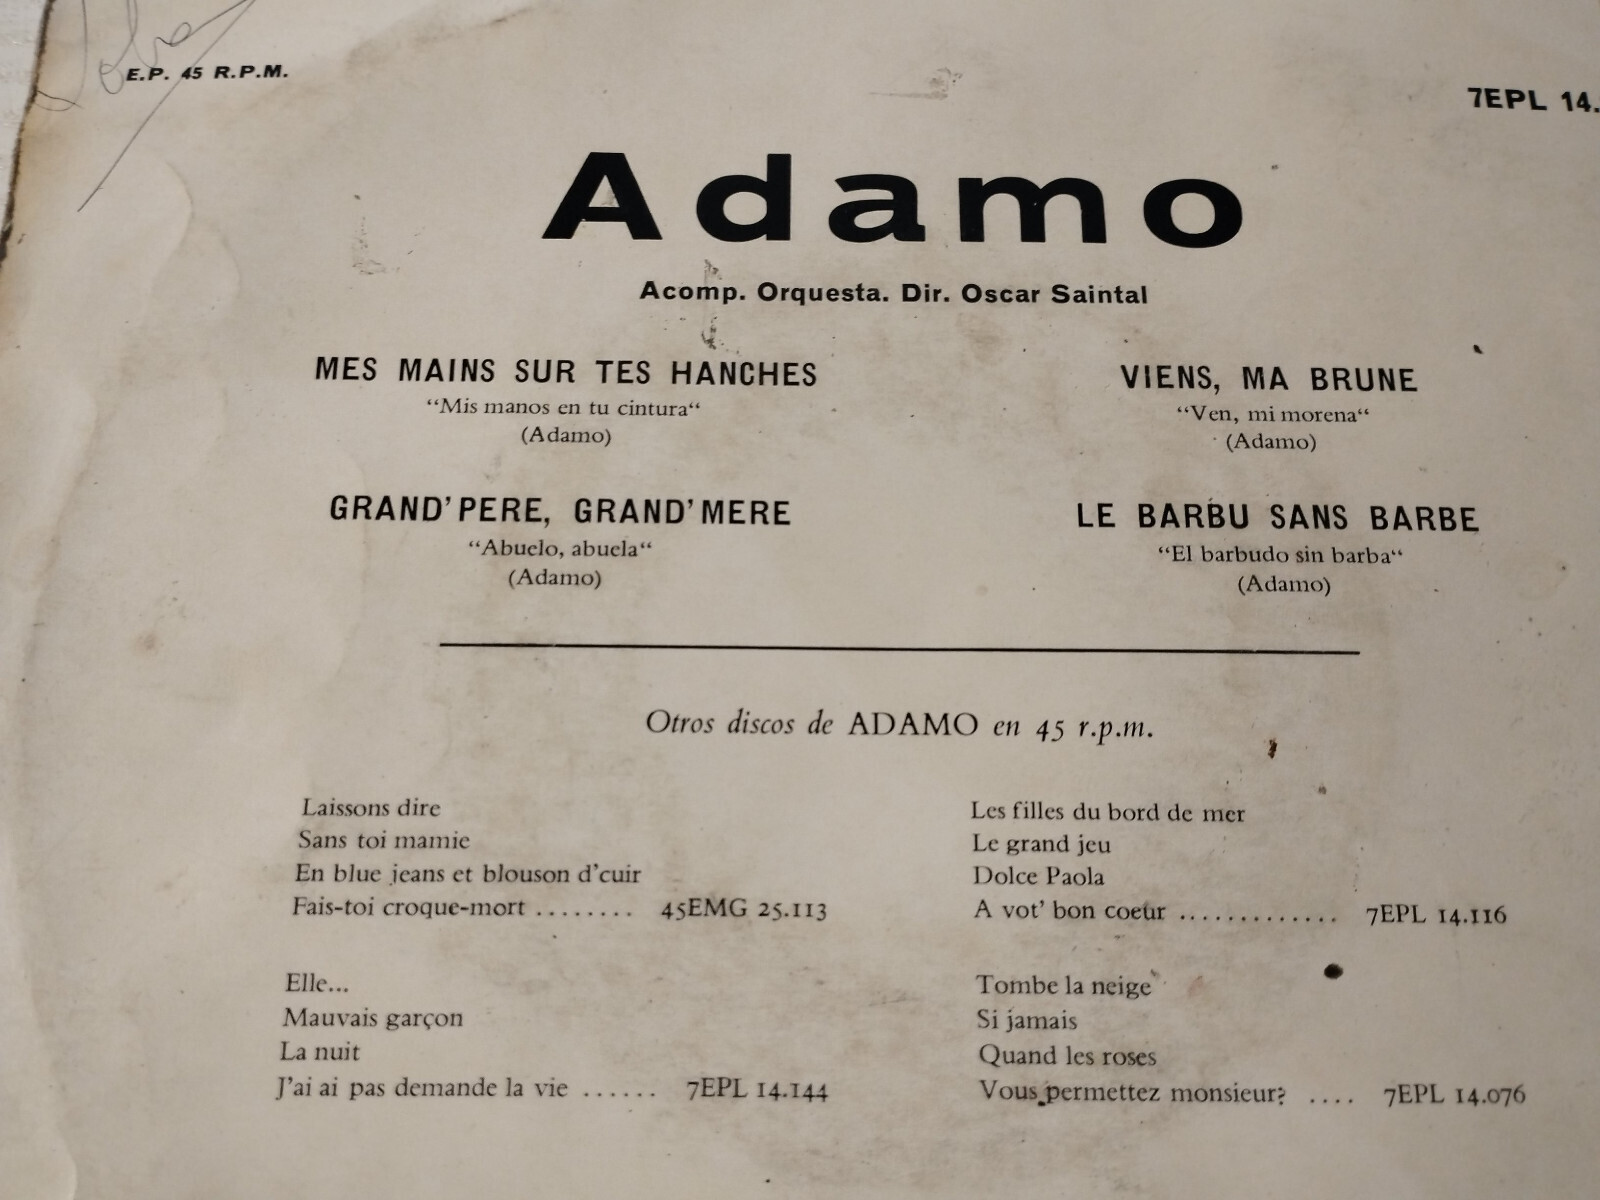 E.P. 45 R.P.M.
7EPL 14.
Adamo
Acomp. Orquesta. Dir. Oscar Saintal
MES MAINS SUR TES HANCHES
“Mis manos en tu cintura“
(Adamo)
GRAND'PERE, GRAND'MERE
“Abuelo, abuela“
(Adamo)
VIENS, MA BRUNE
“Ven, mi morena“
(Adamo)
LE BARBU SANS BARBE
“El barbudo sin barba“
(Adamo)
Otros discos de ADAMO en 45 r.p.m.
Laissons dire
Sans toi mamie
En blue jeans et blouson d'cuir
Fais-toi croque-mort ........ 45EMG 25.113
Elle...
Mauvais garçon
La nuit
J'ai ai pas demande la vie ...... 7EPL 14.144
Les filles du bord de mer
Le grand jeu
Dolce Paola
A vot' bon coeur ............. 7EPL 14.116
Tombe la neige
Si jamais
Quand les roses
Vous permettez monsieur? .... 7EPL 14.076